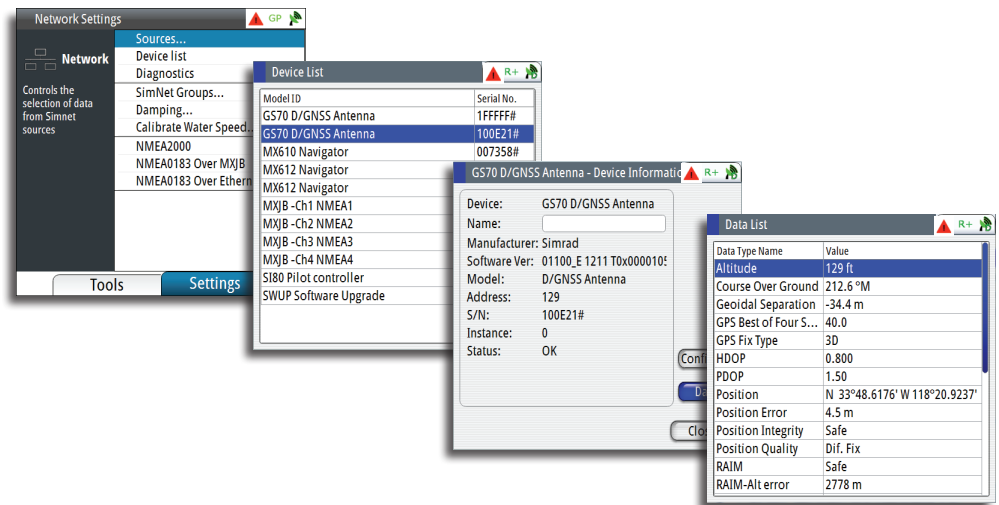 Network Settings
GP
Network
Controls the
selection of data
from Simnet
sources
Sources...
Device list
Diagnostics
SimNet Groups...
Damping...
Calibrate Water Speed..
NMEA2000
NMEA0183 Over MXJB
NMEA0183 Over Ethern
Tools
Settings
Device List
R+
Model ID Serial No.
GS70 D/GNSS Antenna 1FFFFF#
GS70 D/GNSS Antenna 100E21#
MX610 Navigator 007358#
MX612 Navigator
MX612 Navigator
MXJB -Ch1 NMEA1
MXJB -Ch2 NMEA2
MXJB -Ch3 NMEA3
MXJB -Ch4 NMEA4
SI80 Pilot controller
SWUP Software Upgrade
GS70 D/GNSS Antenna - Device Informatic
R+
Device: GS70 D/GNSS Antenna
Name:
Manufacturer: Simrad
Software Ver: 01100_E 1211 T0x000010
Model: D/GNSS Antenna
Address: 129
S/N: 100E21#
Instance: 0
Status: OK
Confi
Da
Clo
Data List
R+
Data Type Name Value
Altitude 129 ft
Course Over Ground 212.6 °M
Geoidal Separation -34.4 m
GPS Best of Four S... 40.0
GPS Fix Type 3D
HDOP 0.800
PDOP 1.50
Position N 33°48.6176' W 118°20.9237'
Position Error 4.5 m
Position Integrity Safe
Position Quality Dif. Fix
RAIM Safe
RAIM-Alt error 2778 m